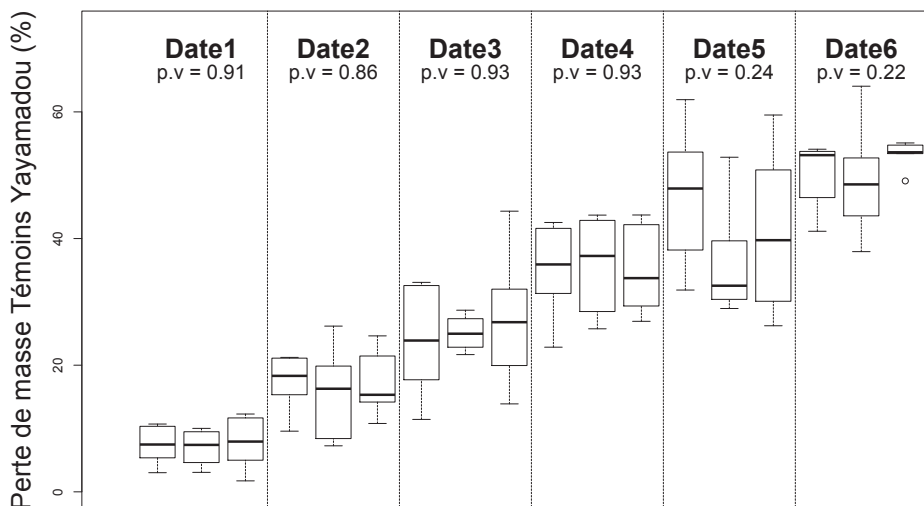 Perte de masse Témoins Yayamadou (%)
0 20 40 60
Date1 Date2 Date3 Date4 Date5 Date6
p.v = 0.91 p.v = 0.86 p.v = 0.93 p.v = 0.93 p.v = 0.24 p.v = 0.22